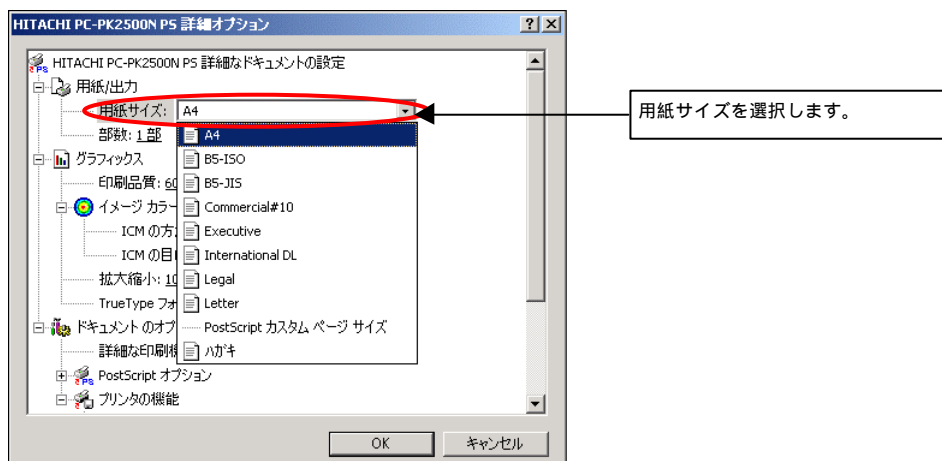 HITACHI PC-PK2500N PS 詳細オプション
HITACHI PC-PK2500N PS 詳細なドキュメントの設定
用紙/出力
用紙サイズ: A4
用紙サイズを選択します。
部数: 1 部
A4
グラフィックス
B5-ISO
印刷品質: 60
B5-JIS
イメージ カラー
Commercial#10
ICM の方
Executive
ICM の目
International DL
拡大縮小: 10
Legal
TrueType フォ
Letter
ドキュメント のオプ
PostScript カスタム ページ サイズ
詳細な印刷機
ハガキ
PostScript オプション
プリンタの機能
OK
キャンセル